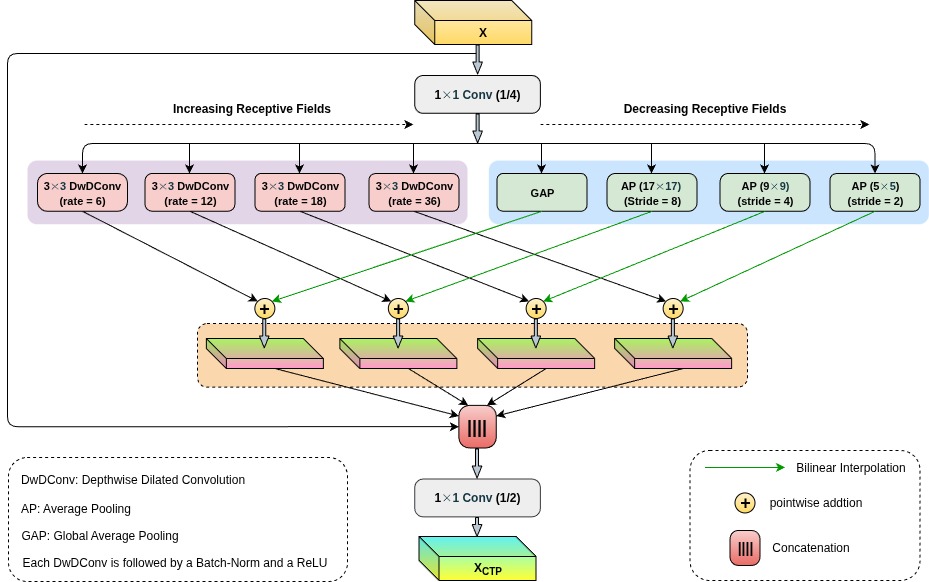 X
1×1 Conv (1/4)
Increasing Receptive Fields
Decreasing Receptive Fields
3×3 DwDConv
(rate = 6)
3×3 DwDConv
(rate = 12)
3×3 DwDConv
(rate = 18)
3×3 DwDConv
(rate = 36)
GAP
AP (17×17)
(Stride = 8)
AP (9×9)
(stride = 4)
AP (5×5)
(stride = 2)
+
+
+
+
1×1 Conv (1/2)
X_CTP
DwDConv: Depthwise Dilated Convolution
AP: Average Pooling
GAP: Global Average Pooling
Each DwDConv is followed by a Batch-Norm and a ReLU
Bilinear Interpolation
+ pointwise addtion
Concatenation